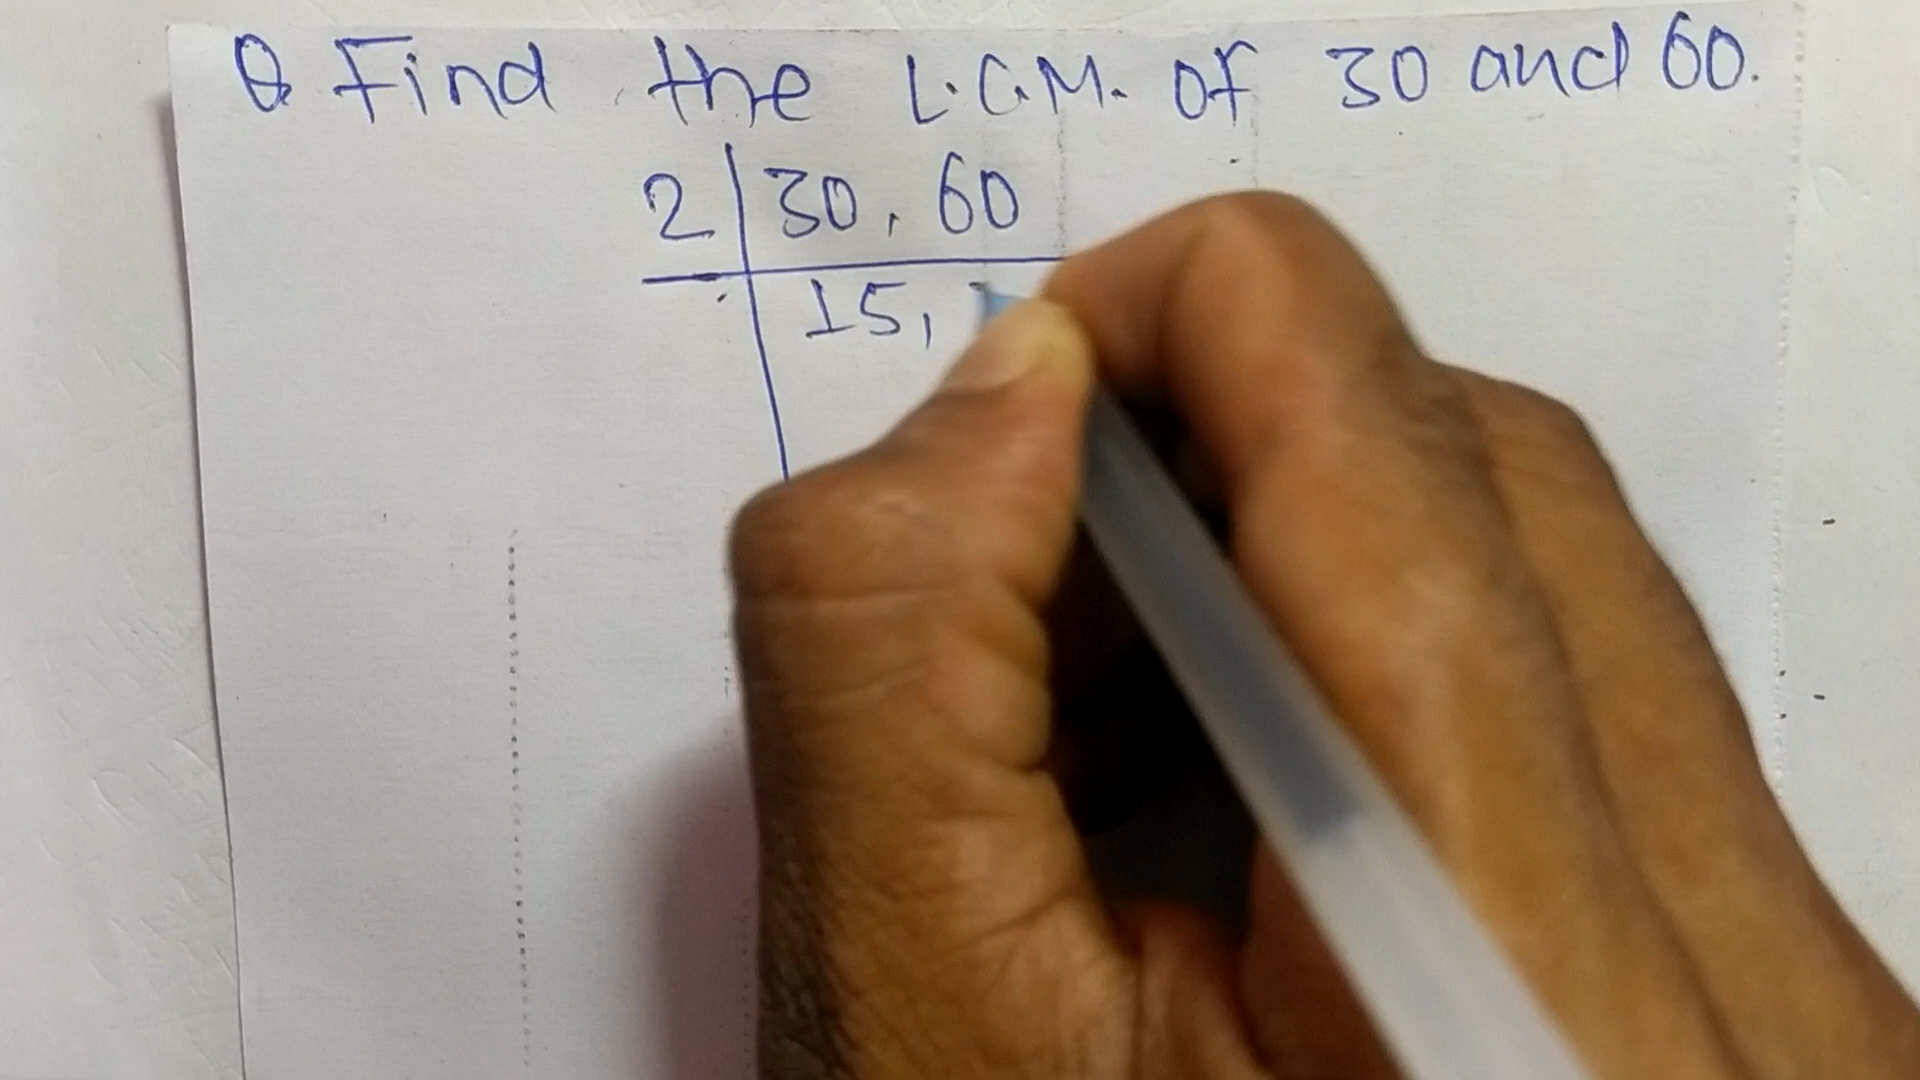 Q Find the L.C.M. of 30 and 60.
2 | 30, 60
15,